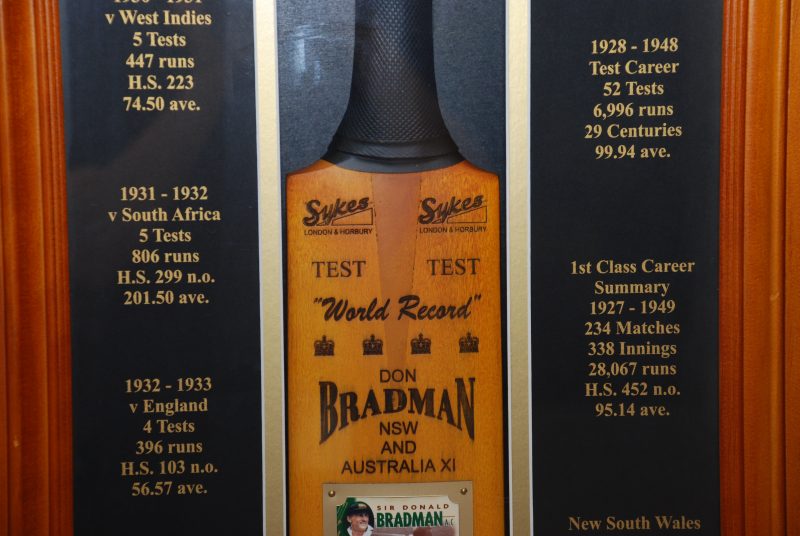 1930 - 1931
v West Indies
5 Tests
447 runs
H.S. 223
74.50 ave.
1931 - 1932
v South Africa
5 Tests
806 runs
H.S. 299 n.o.
201.50 ave.
1932 - 1933
v England
4 Tests
396 runs
H.S. 103 n.o.
56.57 ave.
Sykes Sykes
LONDON & HORBURY LONDON & HORBURY
TEST TEST
"World Record"
DON
BRADMAN
NSW
AND
AUSTRALIA XI
SIR DONALD
BRADMAN A.C
1928 - 1948
Test Career
52 Tests
6,996 runs
29 Centuries
99.94 ave.
1st Class Career
Summary
1927 - 1949
234 Matches
338 Innings
28,067 runs
H.S. 452 n.o.
95.14 ave.
New South Wales